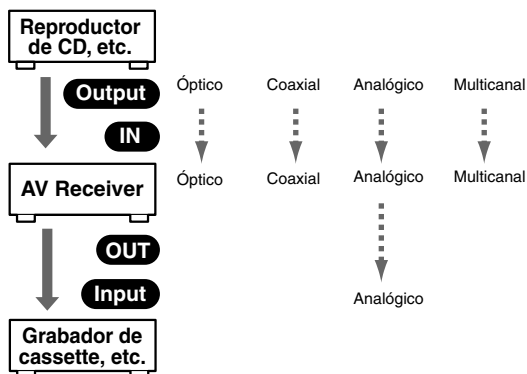 Reproductor
de CD, etc.
Output
Óptico Coaxial Analógico Multicanal
IN
AV Receiver
Óptico Coaxial Analógico Multicanal
OUT
Input
Analógico
Grabador de
cassette, etc.